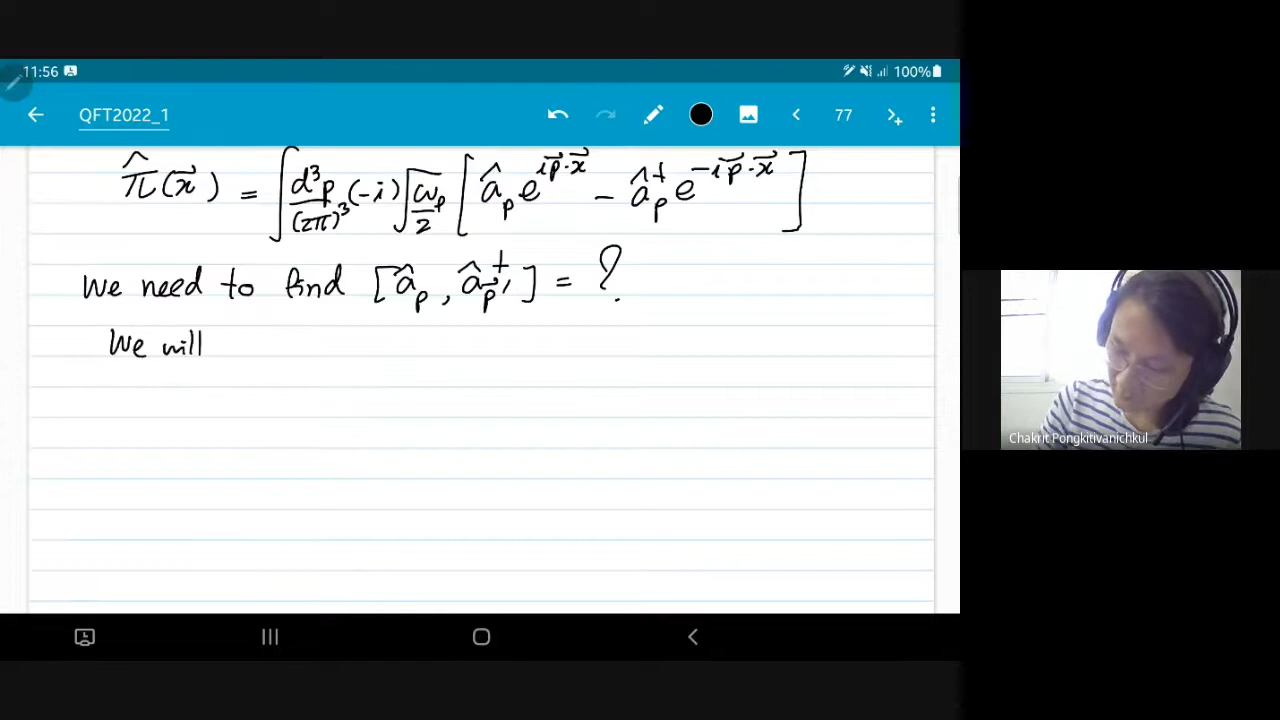 11:56 100%
QFT2022_1 77
π̂(x⃗) = ∫ d³p/(2π)³ (-i) √(ω_p/2) [ â_p e^{ip⃗·x⃗} − â_p^† e^{−ip⃗·x⃗} ]
we need to find [â_p, â_p⃗′^†] = ?
We will
Chakrit Pongkitivanichkul